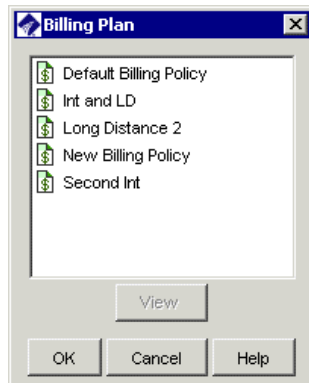 Billing Plan
Default Billing Policy
Int and LD
Long Distance 2
New Billing Policy
Second Int
View
OK Cancel Help